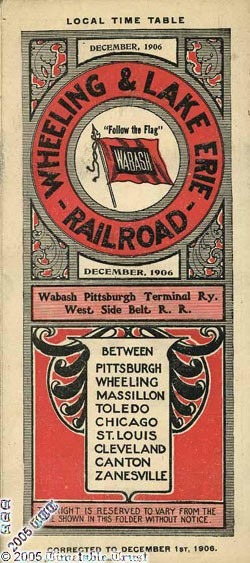 LOCAL TIME TABLE
DECEMBER, 1906
WHEELING & LAKE ERIE
- RAILROAD -
"Follow the Flag"
WABASH
DECEMBER, 1906
Wabash Pittsburgh Terminal Ry.
West Side Belt R. R.
BETWEEN
PITTSBURGH
WHEELING
MASSILLON
TOLEDO
CHICAGO
ST. LOUIS
CLEVELAND
CANTON
ZANESVILLE
RIGHT IS RESERVED TO VARY FROM THE
SHOWN IN THIS FOLDER WITHOUT NOTICE.
CORRECTED TO DECEMBER 1ST, 1906.
2005
© 2005